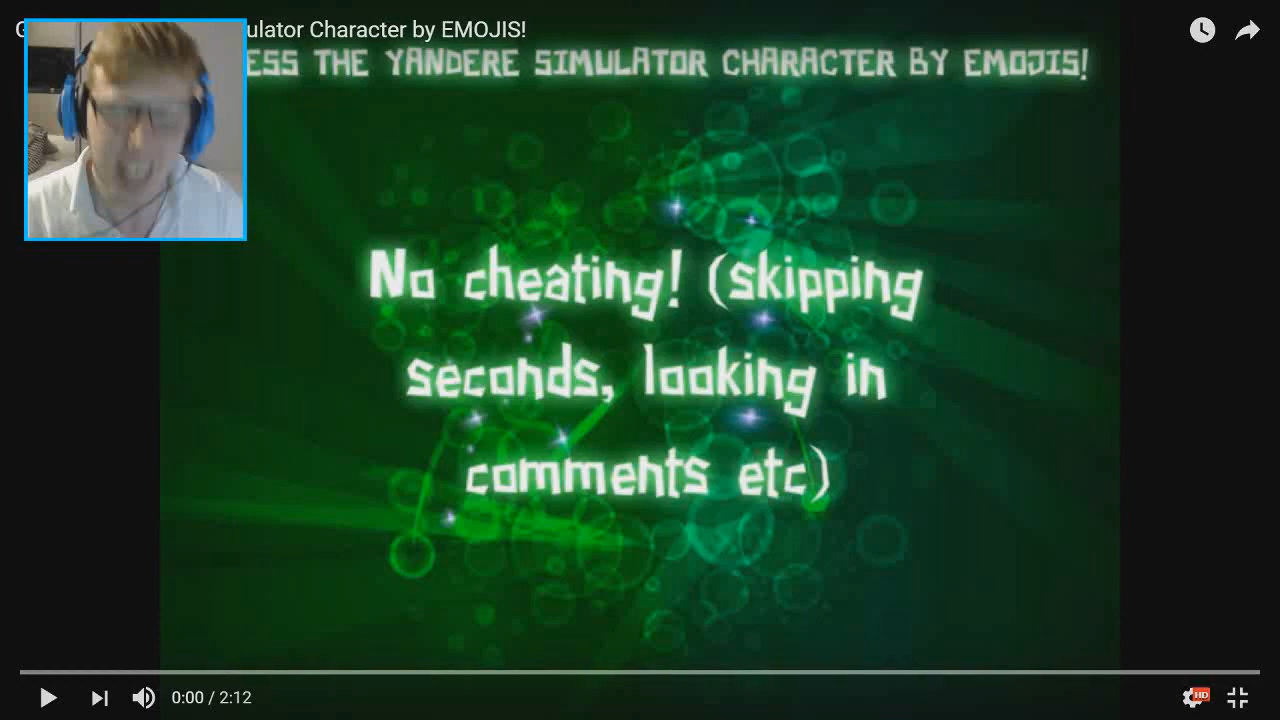 G ulator Character by EMOJIS!
ESS THE YANDERE SIMULATOR CHARACTER BY EMOJIS!
No cheating! (skipping
seconds, looking in
comments etc)
0:00 / 2:12
HD